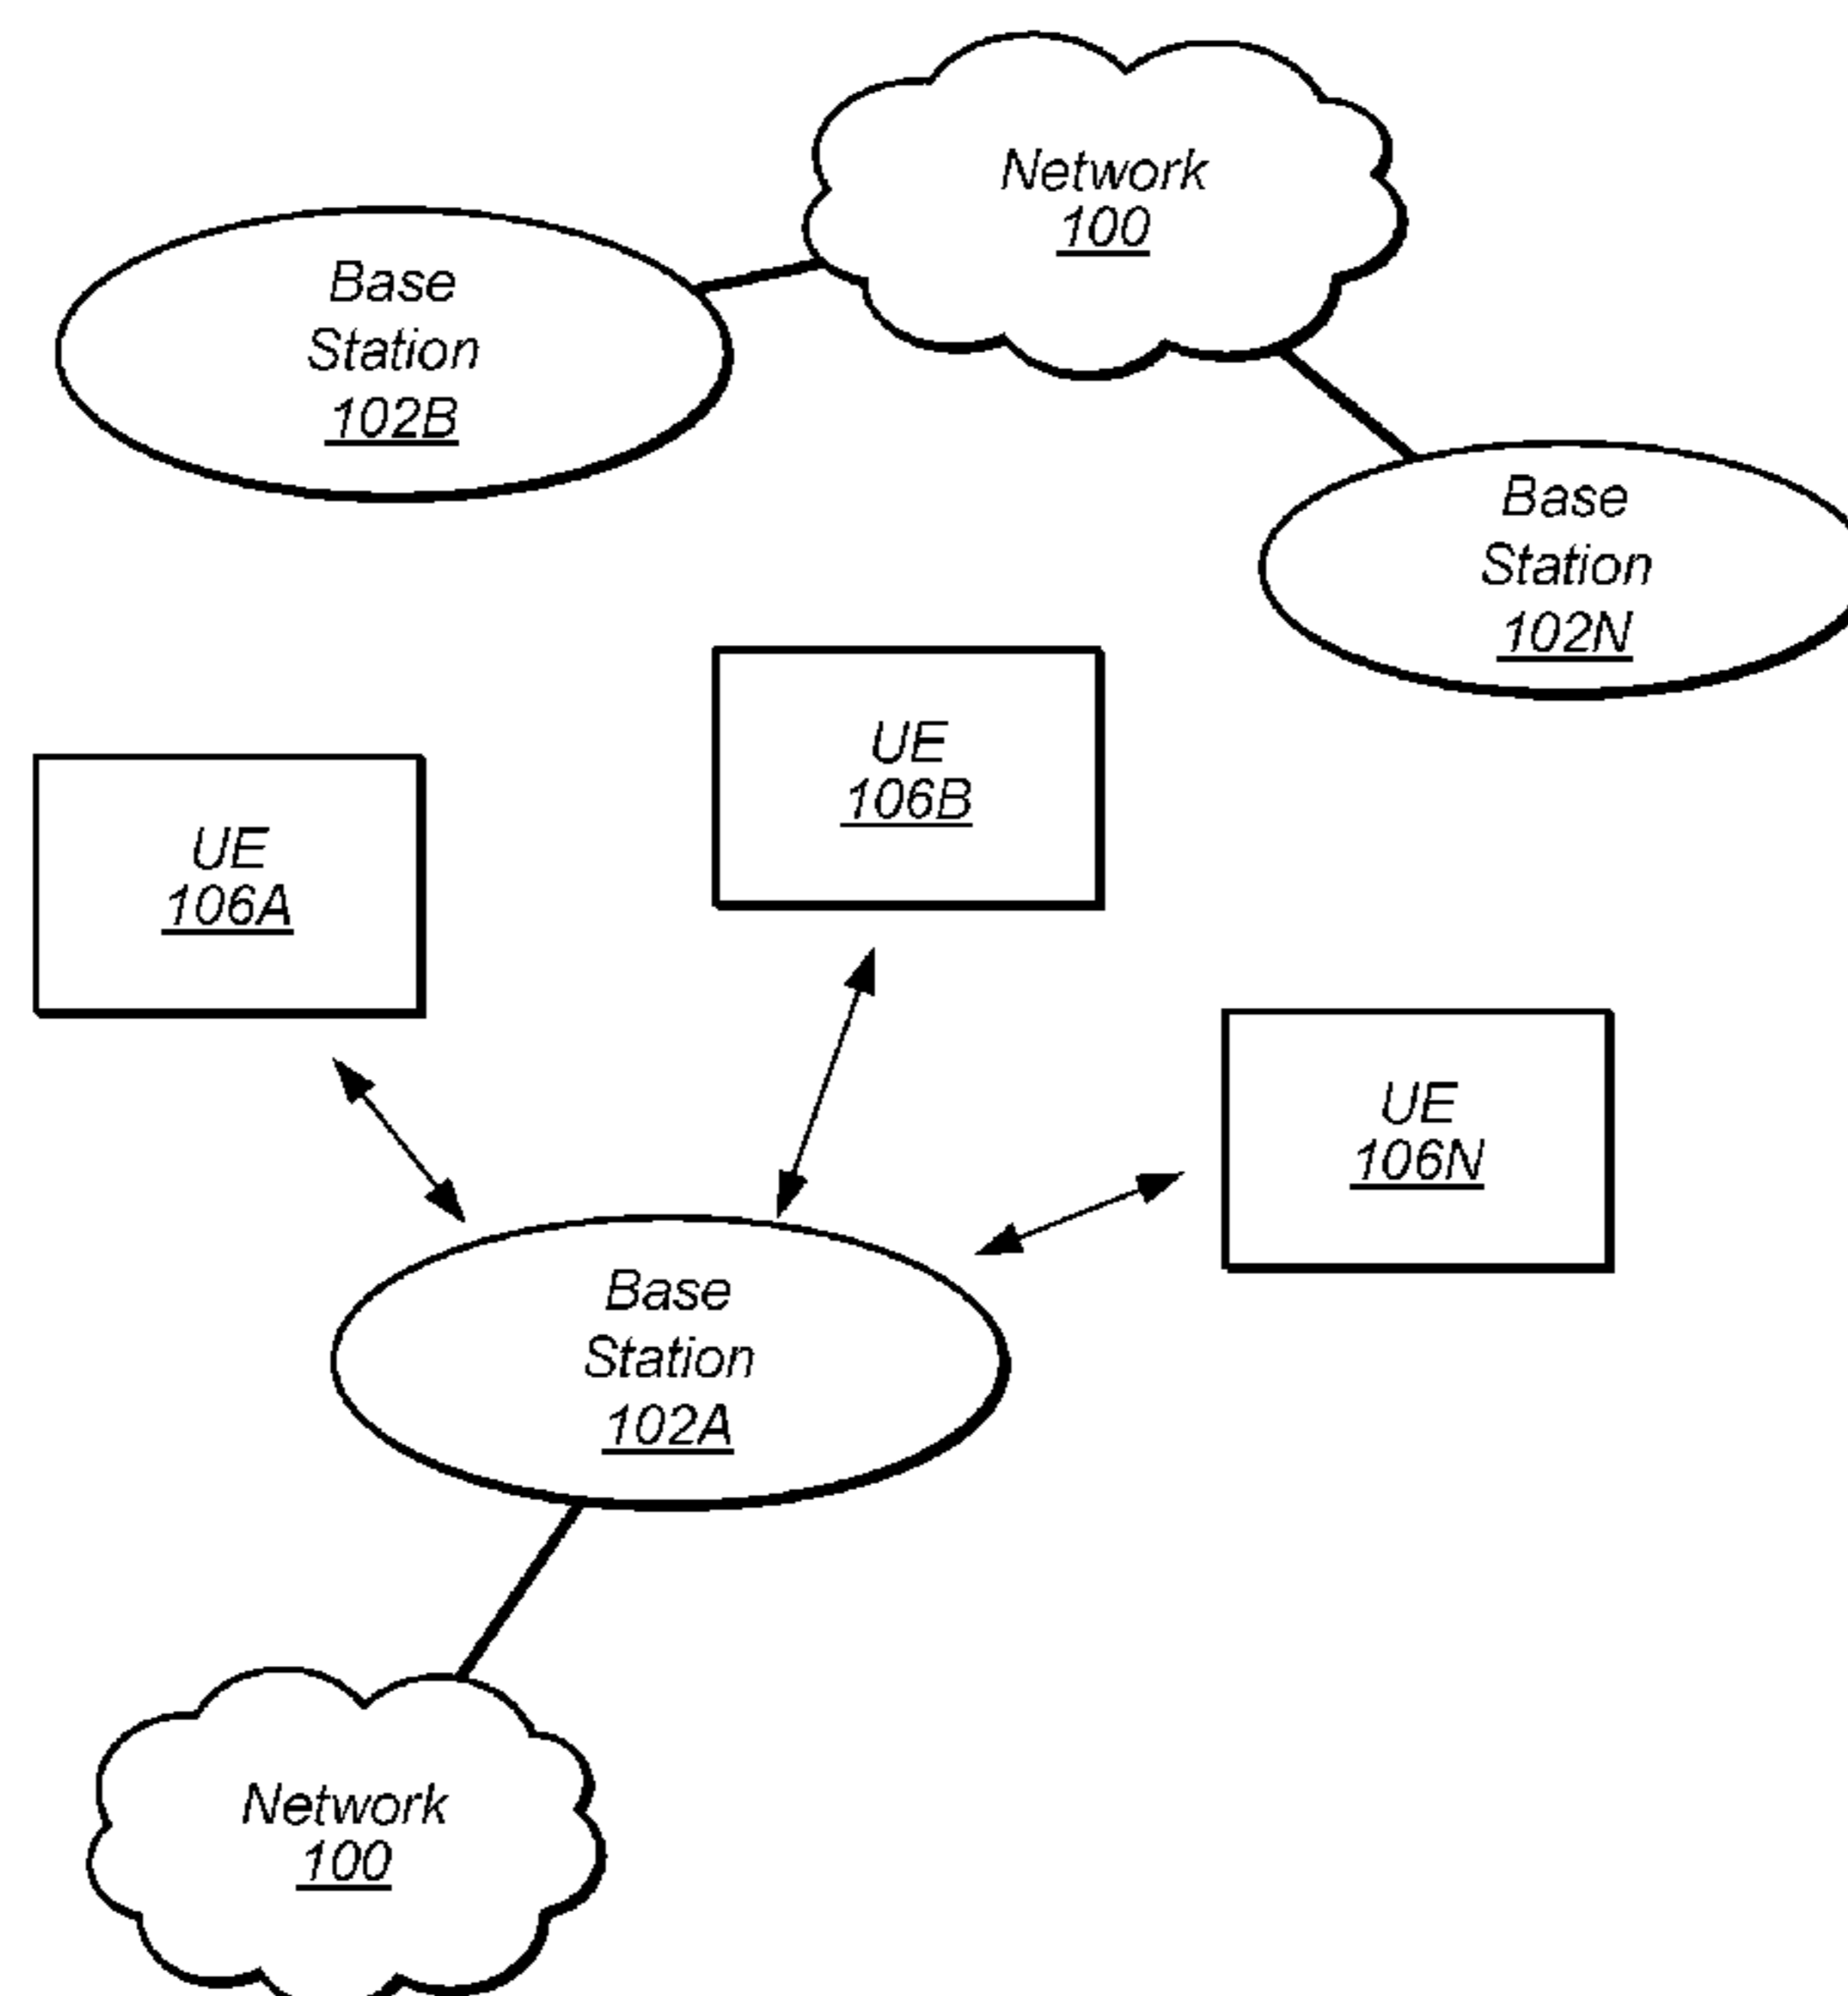 Network
100
Base
Station
102B
Base
Station
102N
UE
106B
UE
106A
UE
106N
Base
Station
102A
Network
100